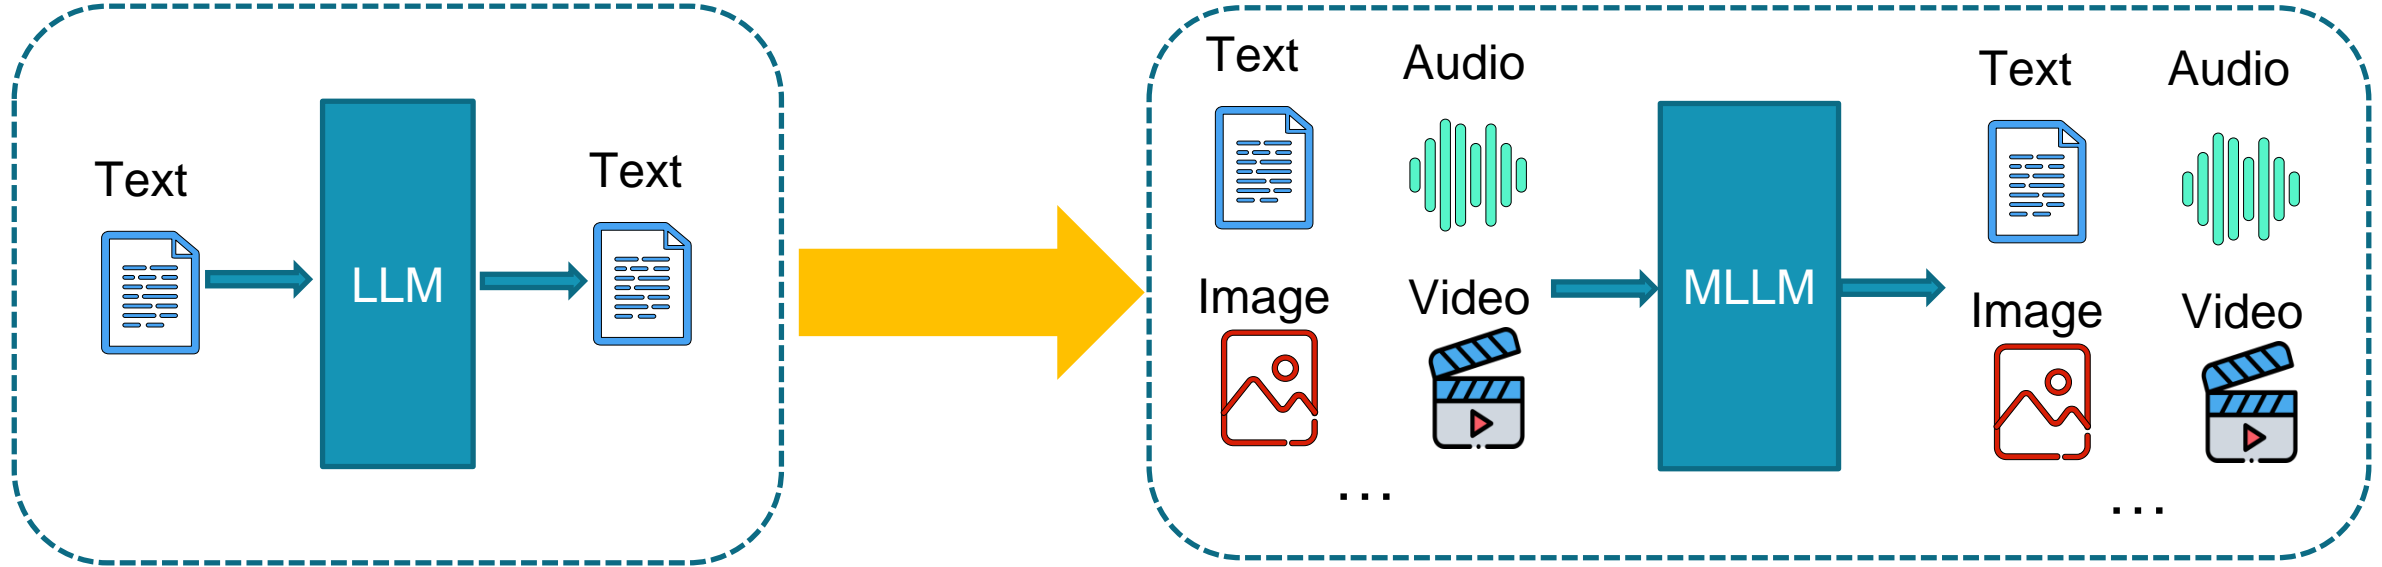 Text
LLM
Text
Text
Audio
Image
Video
...
MLLM
Text
Audio
Image
Video
...